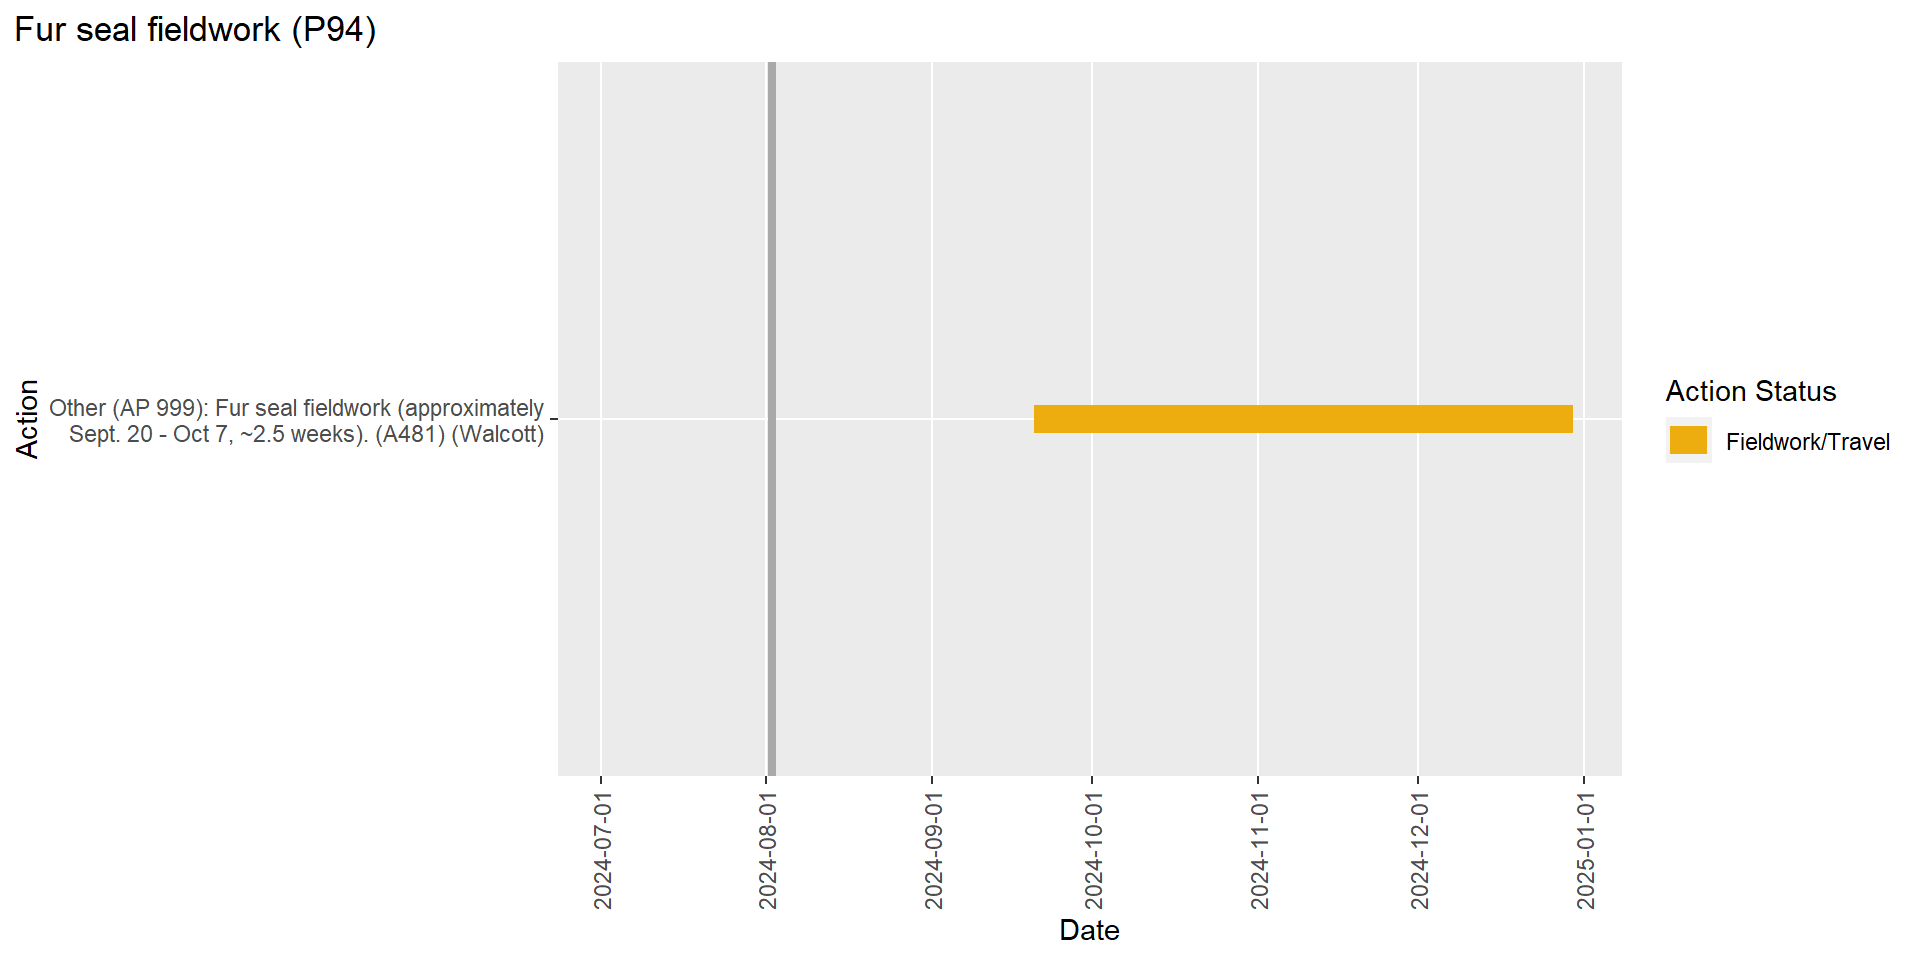 Fur seal fieldwork (P94)
Action
Other (AP 999): Fur seal fieldwork (approximately
Sept. 20 - Oct 7, ~2.5 weeks). (A481) (Walcott)
Action Status
Fieldwork/Travel
2024-07-01
2024-08-01
2024-09-01
2024-10-01
2024-11-01
2024-12-01
2025-01-01
Date